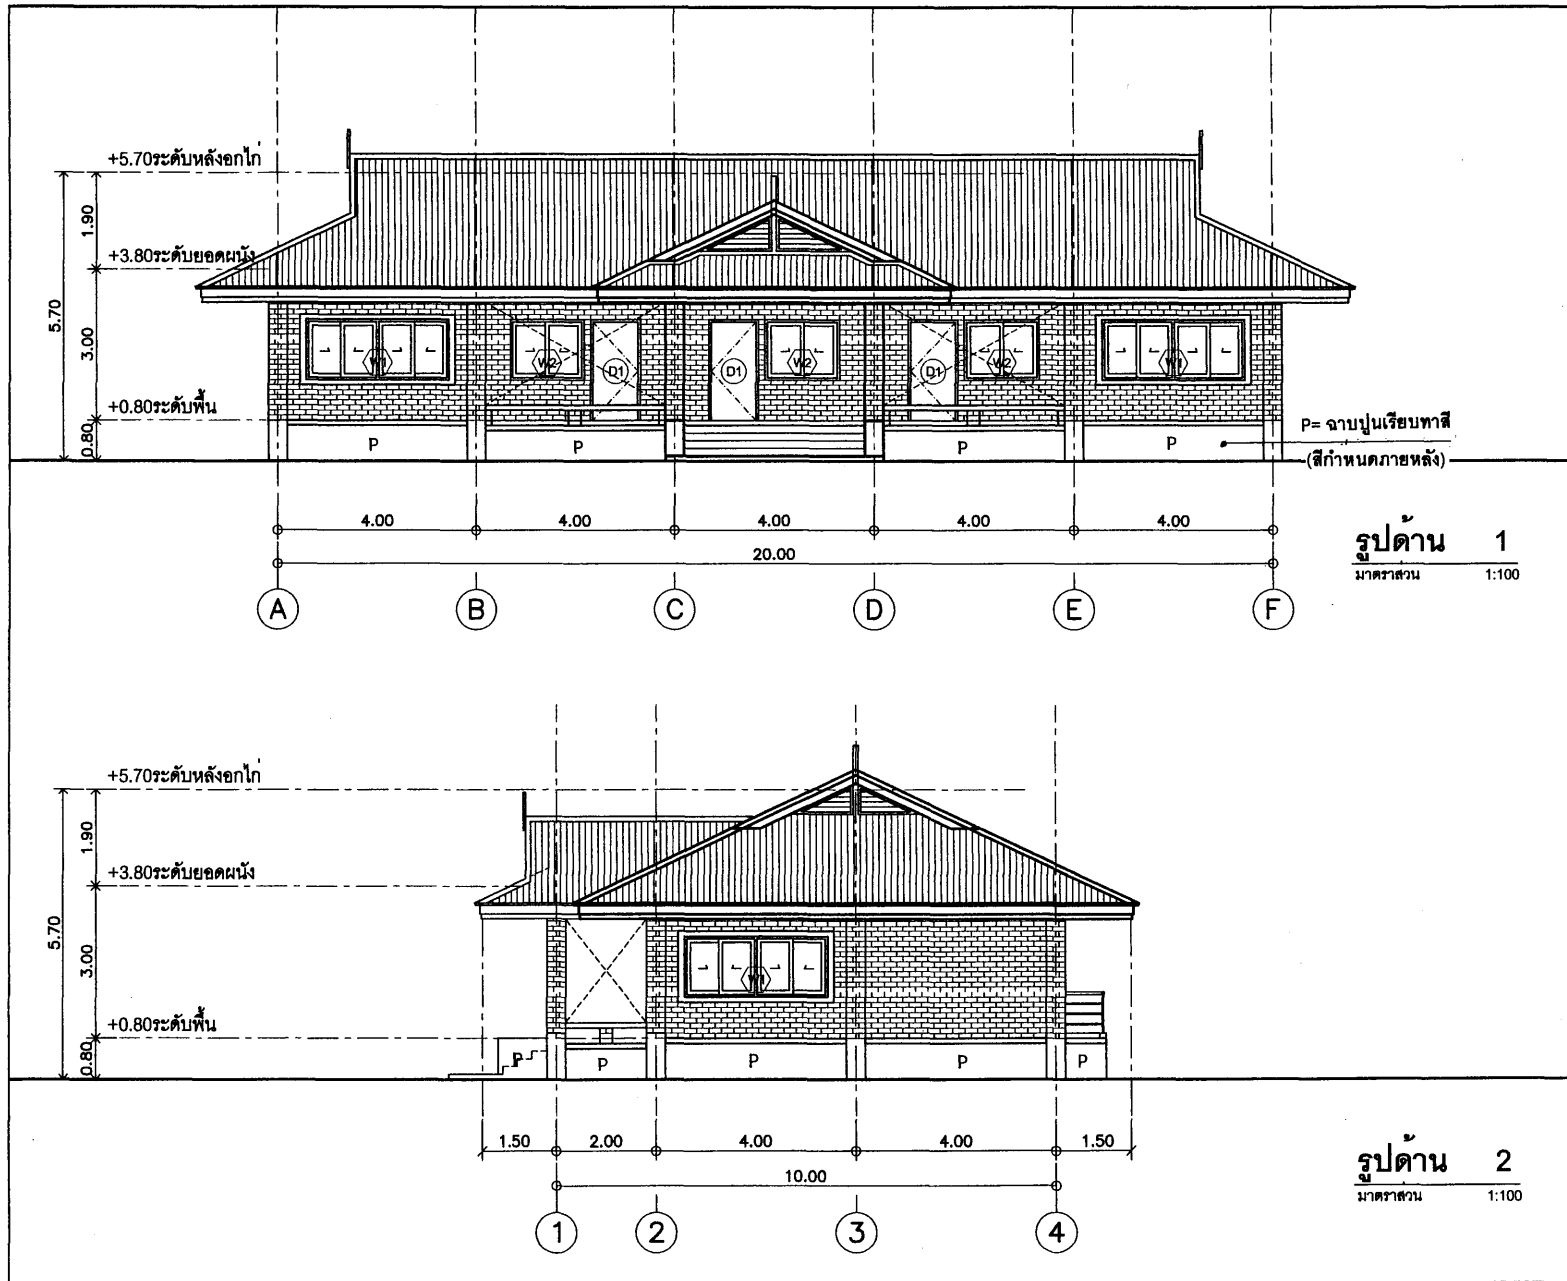 +5.70ระดับหลังอกไก่
1.90
+3.80ระดับยอดผนัง
5.70
3.00
W1 W2 D1 D1 W2 D1 W2 W1
+0.80ระดับพื้น
0.80
P P P P
P= ฉาบปูนเรียบทาสี
(สีกำหนดภายหลัง)
4.00 4.00 4.00 4.00 4.00
20.00
รูปด้าน 1
มาตราส่วน 1:100
A B C D E F
+5.70ระดับหลังอกไก่
1.90
+3.80ระดับยอดผนัง
5.70
3.00
W1
+0.80ระดับพื้น
0.80
P P P P P
1.50 2.00 4.00 4.00 1.50
10.00
รูปด้าน 2
มาตราส่วน 1:100
1 2 3 4